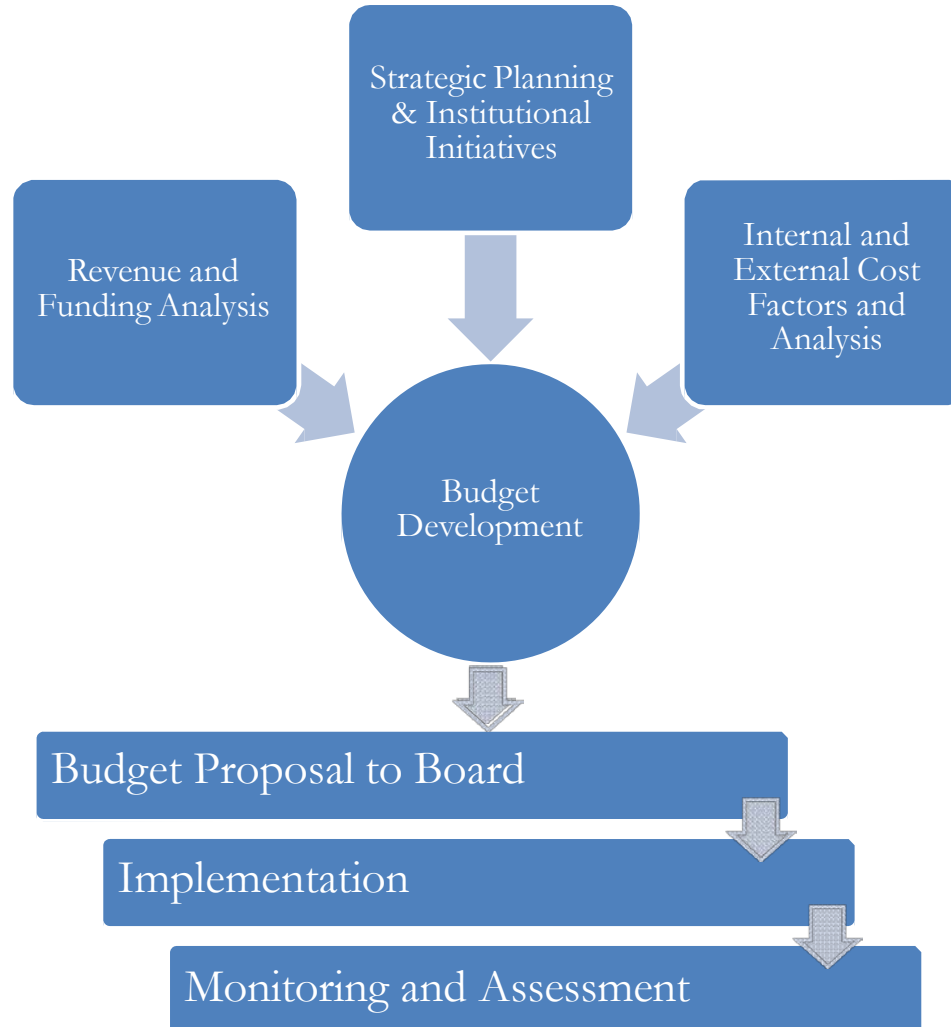 Strategic Planning
& Institutional
Initiatives
Revenue and
Funding Analysis
Internal and
External Cost
Factors and
Analysis
Budget
Development
Budget Proposal to Board
Implementation
Monitoring and Assessment